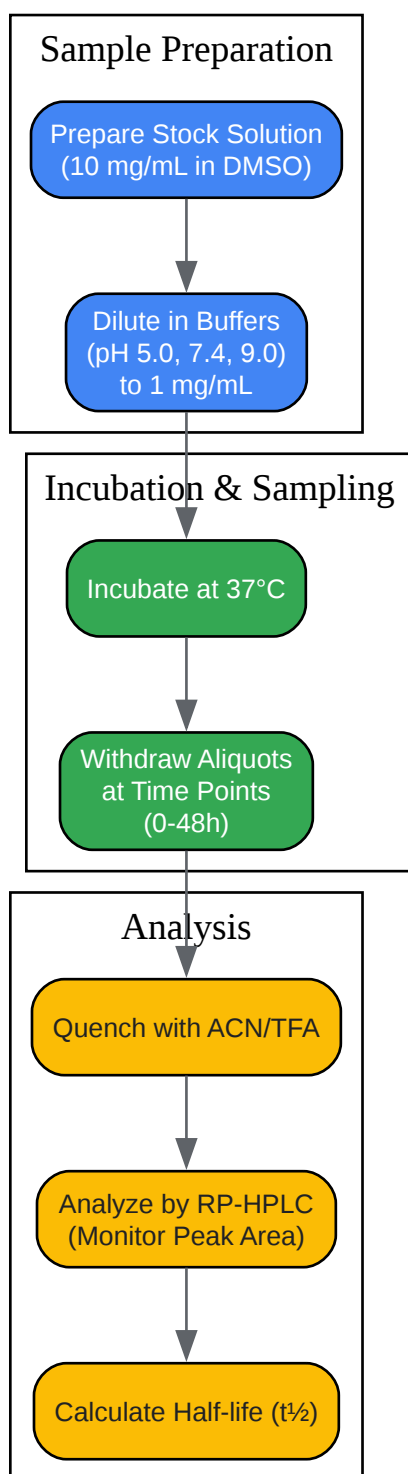 Sample Preparation
Prepare Stock Solution
(10 mg/mL in DMSO)
Dilute in Buffers
(pH 5.0, 7.4, 9.0)
to 1 mg/mL
Incubation & Sampling
Incubate at 37°C
Withdraw Aliquots
at Time Points
(0-48h)
Analysis
Quench with ACN/TFA
Analyze by RP-HPLC
(Monitor Peak Area)
Calculate Half-life (t½)